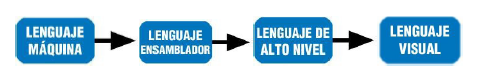 LENGUAJE
MÁQUINA
LENGUAJE
ENSAMBLADOR
LENGUAJE DE
ALTO NIVEL
LENGUAJE
VISUAL